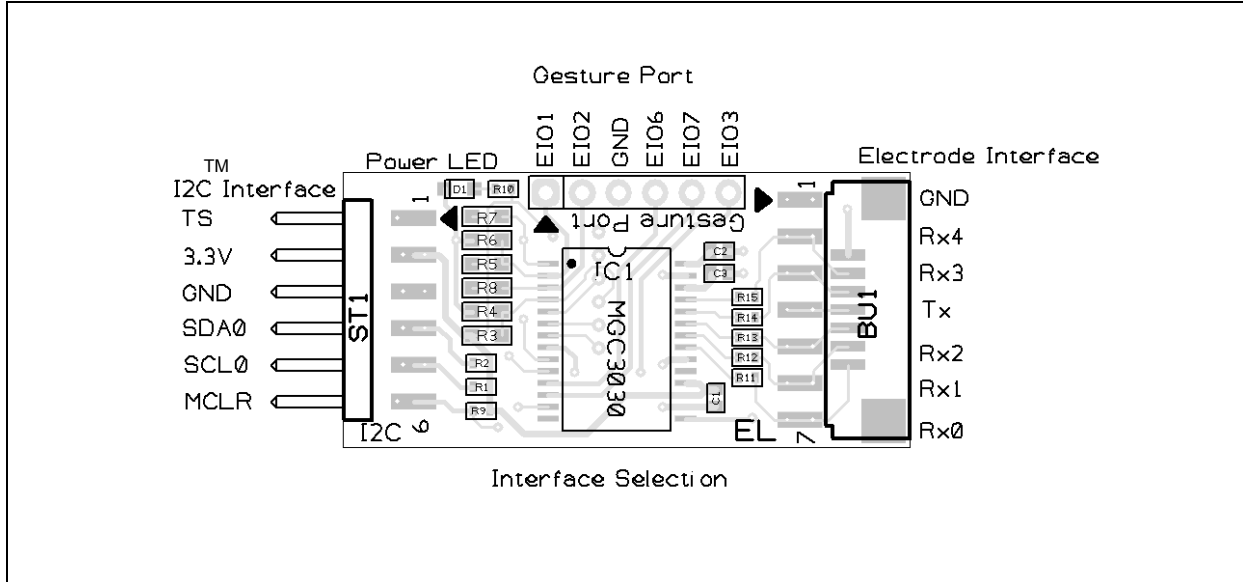 Gesture Port
EIO1
EIO2
GND
EIO6
EIO7
EIO3
Power LED
Electrode Interface
TM
I2C Interface
TS
3.3V
GND
SDA0
SCL0
MCLR
1
6
ST1
I2C
D1
R10
R7
R6
R5
R8
R4
R3
R2
R1
R9
Gesture Port
IC1
MGC3030
C2
C3
R15
R14
R13
R12
R11
C1
EL
1
7
BU1
GND
Rx4
Rx3
Tx
Rx2
Rx1
Rx0
Interface Selection